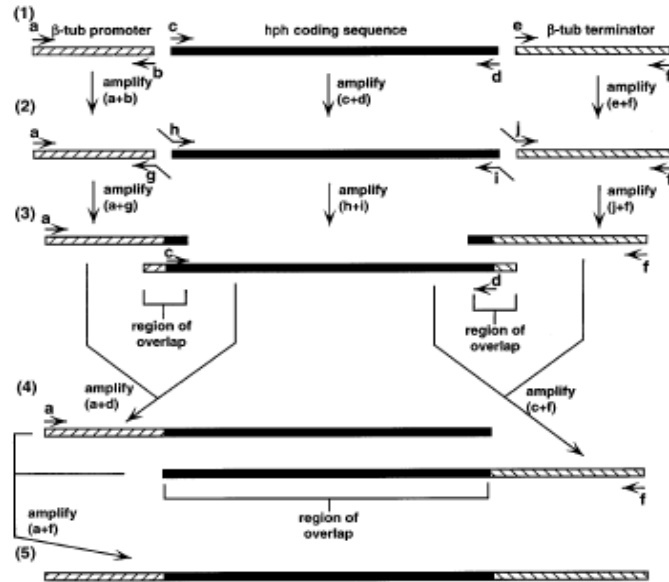 (1) β-tub promoter hph coding sequence β-tub terminator
a c e
b d f
amplify (a+b) amplify (c+d) amplify (e+f)
(2)
a h j
g i f
amplify (a+g) amplify (h+i) amplify (j+f)
(3)
a
c f
d
region of overlap region of overlap
amplify (a+d) amplify (c+f)
(4)
a
f
region of overlap
amplify (a+f)
(5)